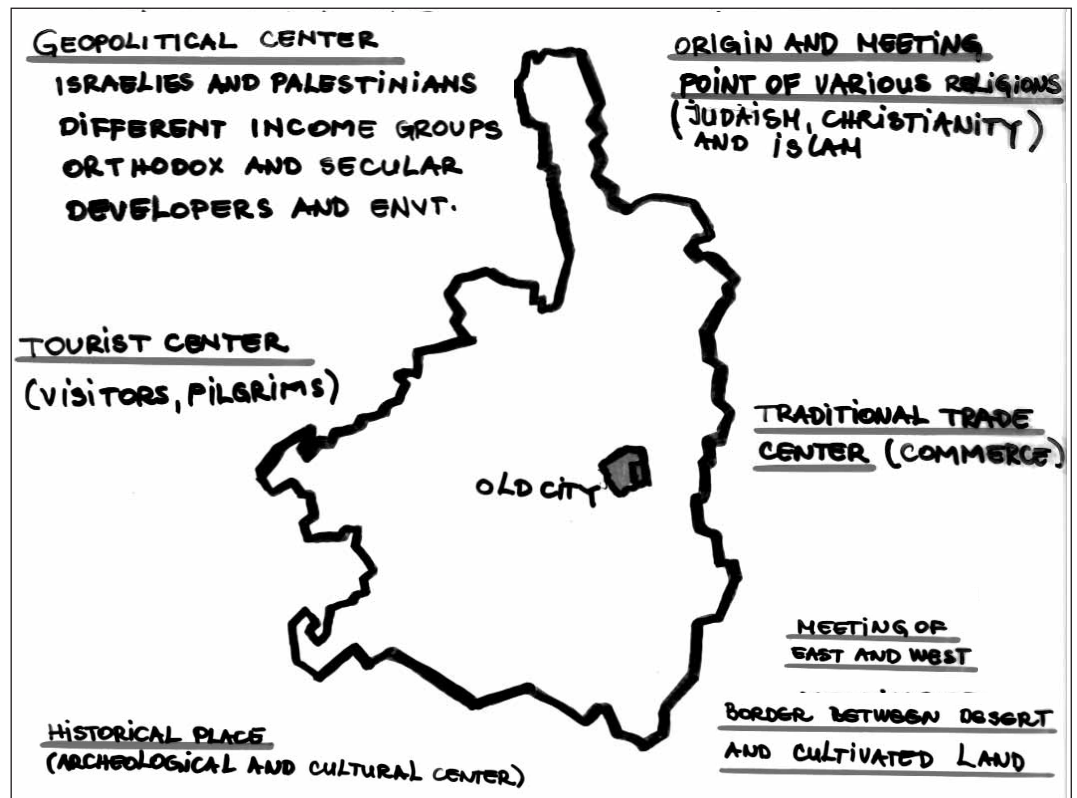 GEOPOLITICAL CENTER
ISRAELIES AND PALESTINIANS
DIFFERENT INCOME GROUPS
ORTHODOX AND SECULAR
DEVELOPERS AND ENVT.
ORIGIN AND MEETING
POINT OF VARIOUS RELIGIONS
(JUDAISM, CHRISTIANITY)
AND ISLAM
TOURIST CENTER
(VISITORS, PILGRIMS)
TRADITIONAL TRADE
CENTER (COMMERCE)
OLD CITY
MEETING OF
EAST AND WEST
BORDER BETWEEN DESERT
AND CULTIVATED LAND
HISTORICAL PLACE
(ARCHEOLOGICAL AND CULTURAL CENTER)